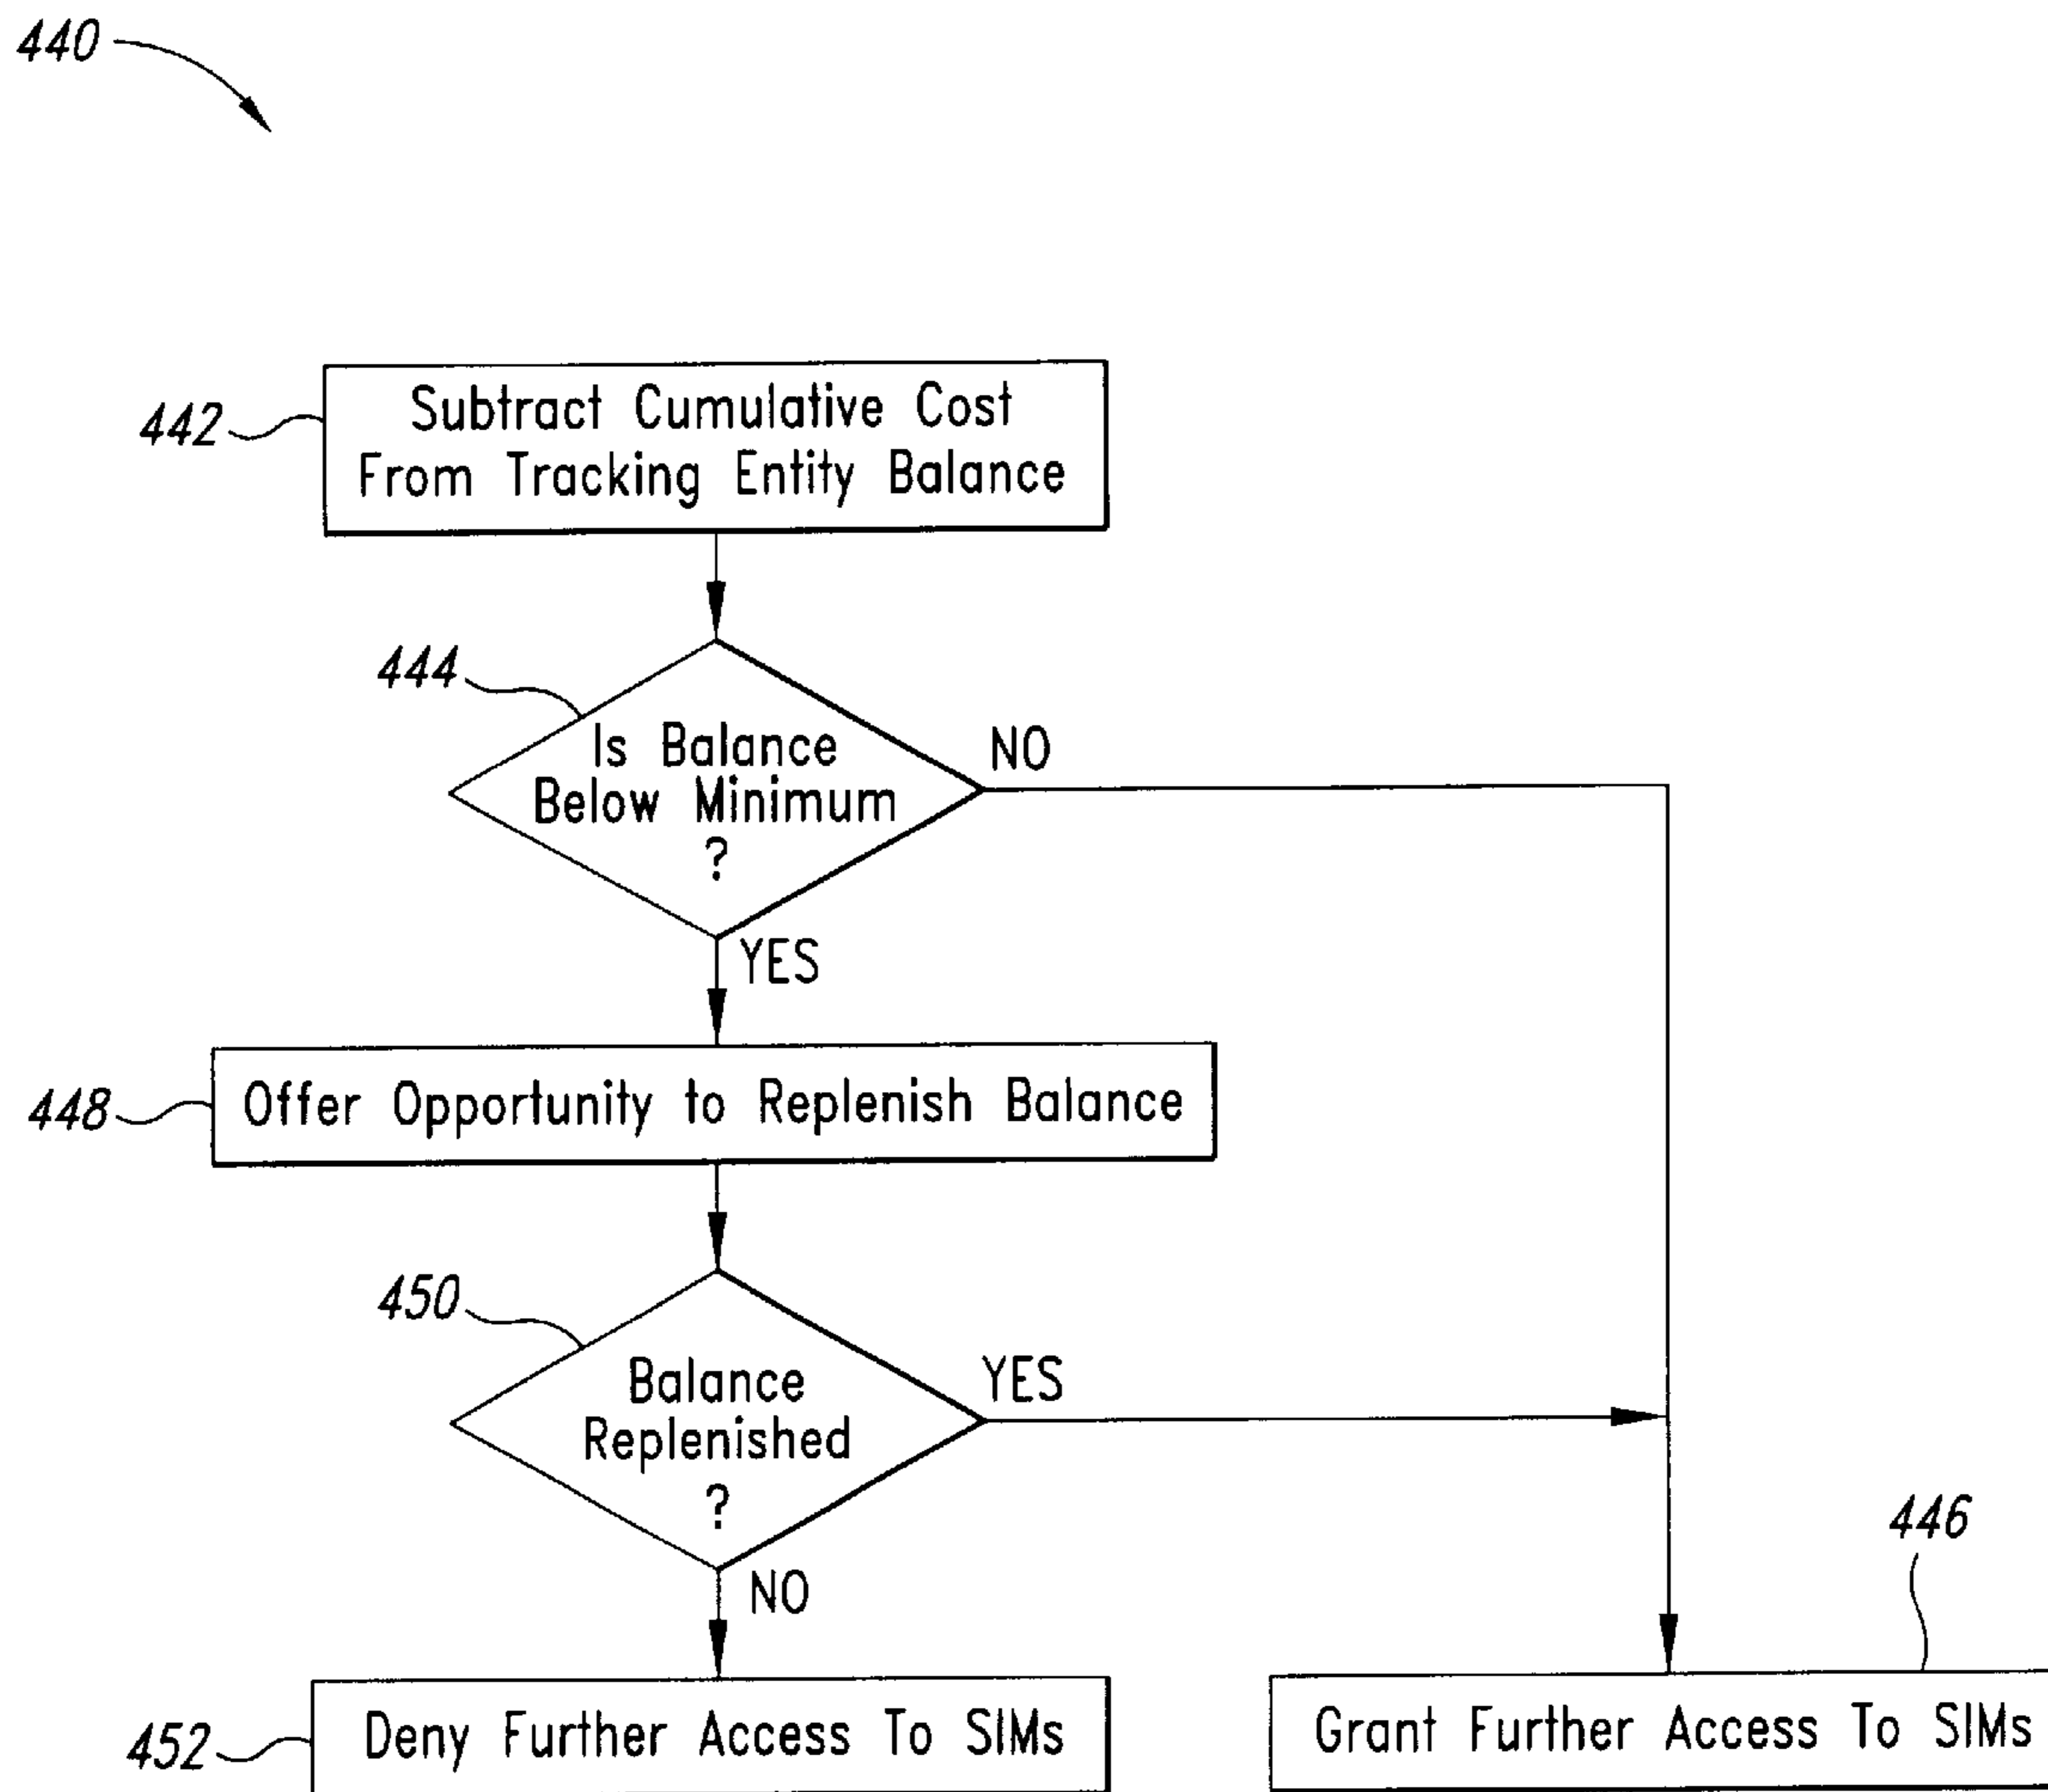 440
442
Subtract Cumulative Cost
From Tracking Entity Balance
444
Is Balance
Below Minimum
?
NO
YES
448
Offer Opportunity to Replenish Balance
450
Balance
Replenished
?
YES
NO
446
452
Deny Further Access To SIMs
Grant Further Access To SIMs